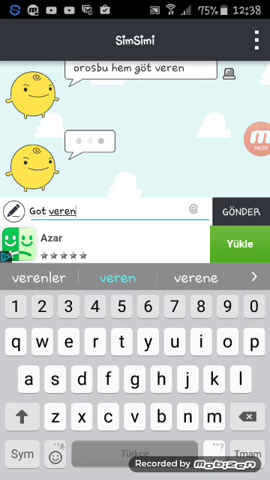 75% 12:38
SimSimi
orosbu hem göt veren
Got veren
@
GÖNDER
Azar
Yükle
verenler veren verene
1 2 3 4 5 6 7 8 9 0
q w e r t y u ı o p
a s d f g h j k l
z x c v b n m
Sym Türkçe Tmam
Recorded by mobizen